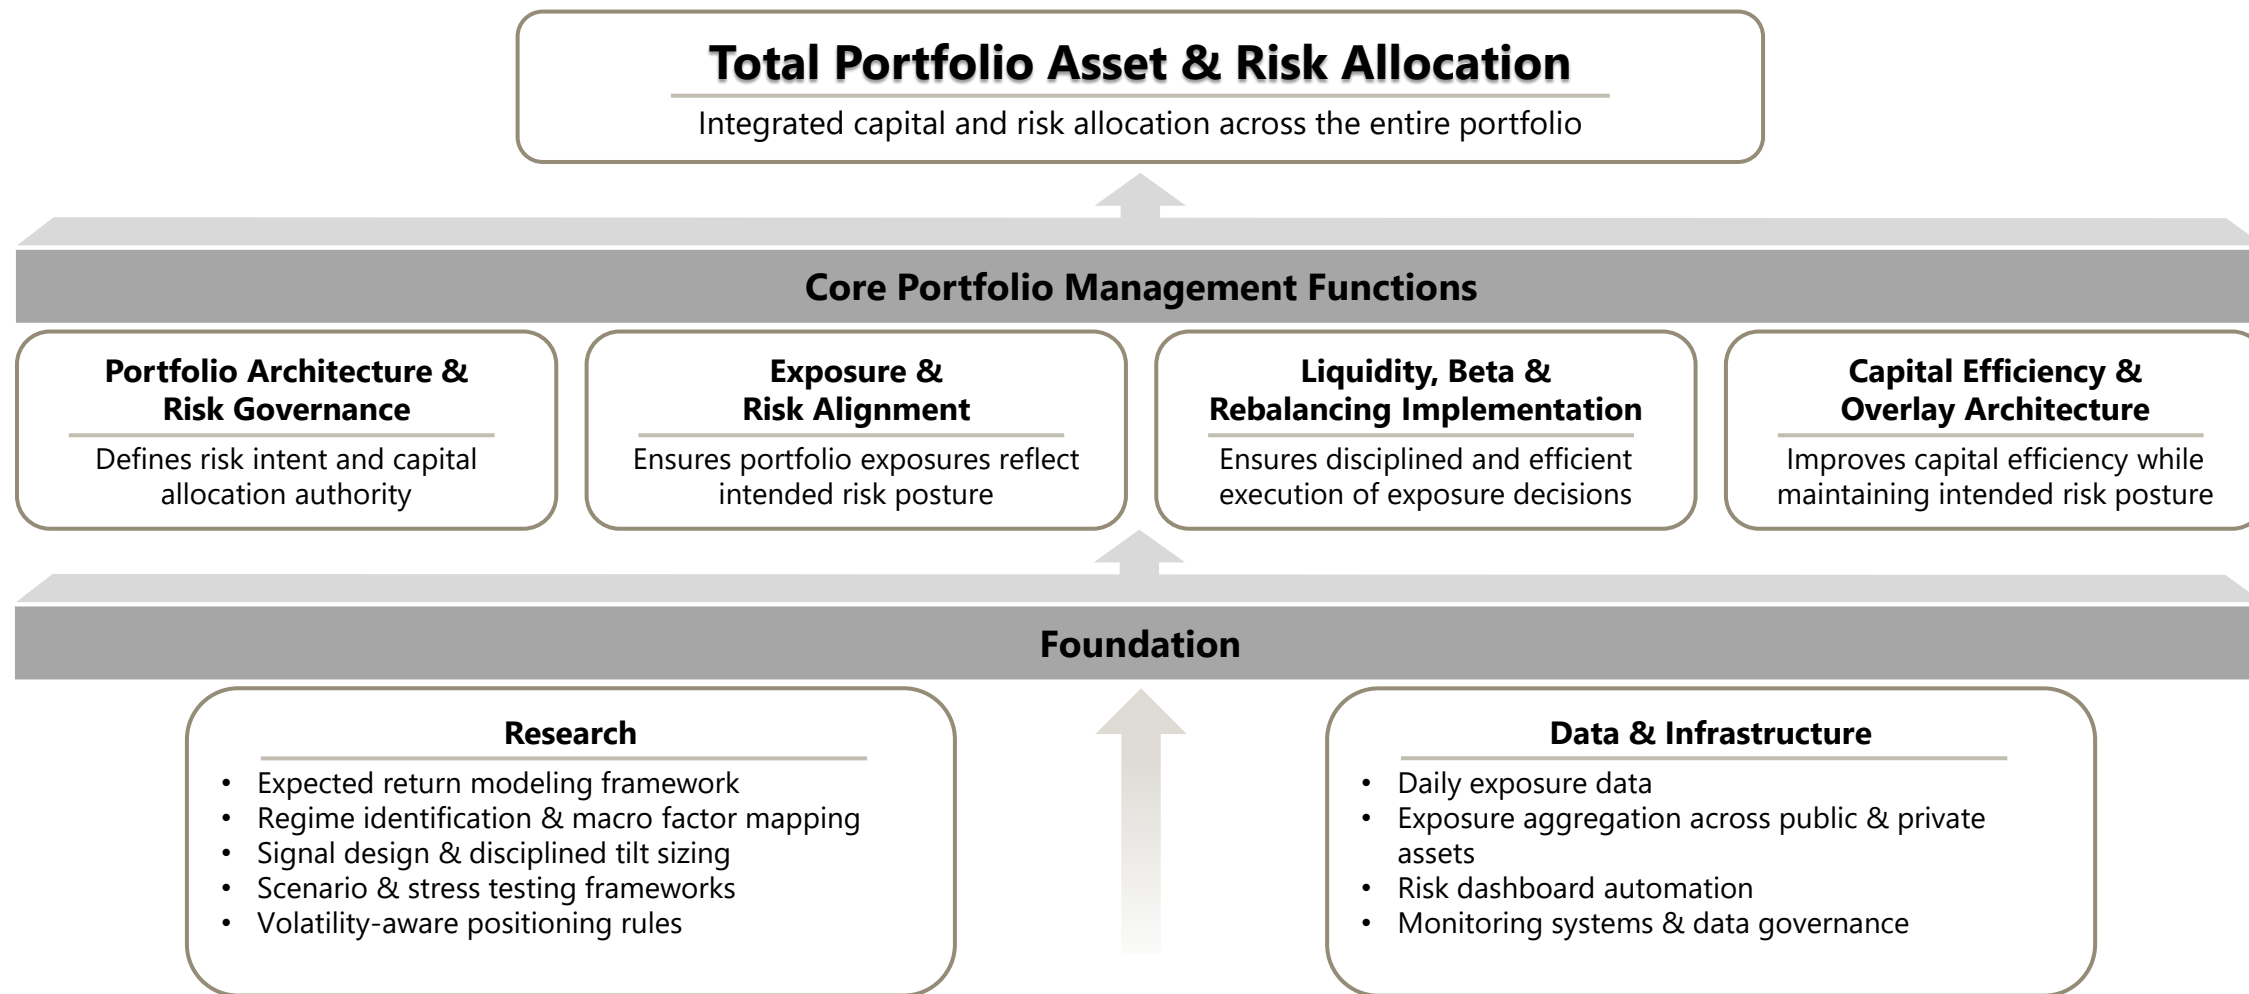 Total Portfolio Asset & Risk Allocation
Integrated capital and risk allocation across the entire portfolio
Core Portfolio Management Functions
Portfolio Architecture &
Risk Governance
Defines risk intent and capital
allocation authority
Exposure &
Risk Alignment
Ensures portfolio exposures reflect
intended risk posture
Liquidity, Beta &
Rebalancing Implementation
Ensures disciplined and efficient
execution of exposure decisions
Capital Efficiency &
Overlay Architecture
Improves capital efficiency while
maintaining intended risk posture
Foundation
Research
• Expected return modeling framework
• Regime identification & macro factor mapping
• Signal design & disciplined tilt sizing
• Scenario & stress testing frameworks
• Volatility-aware positioning rules
Data & Infrastructure
• Daily exposure data
• Exposure aggregation across public & private
assets
• Risk dashboard automation
• Monitoring systems & data governance